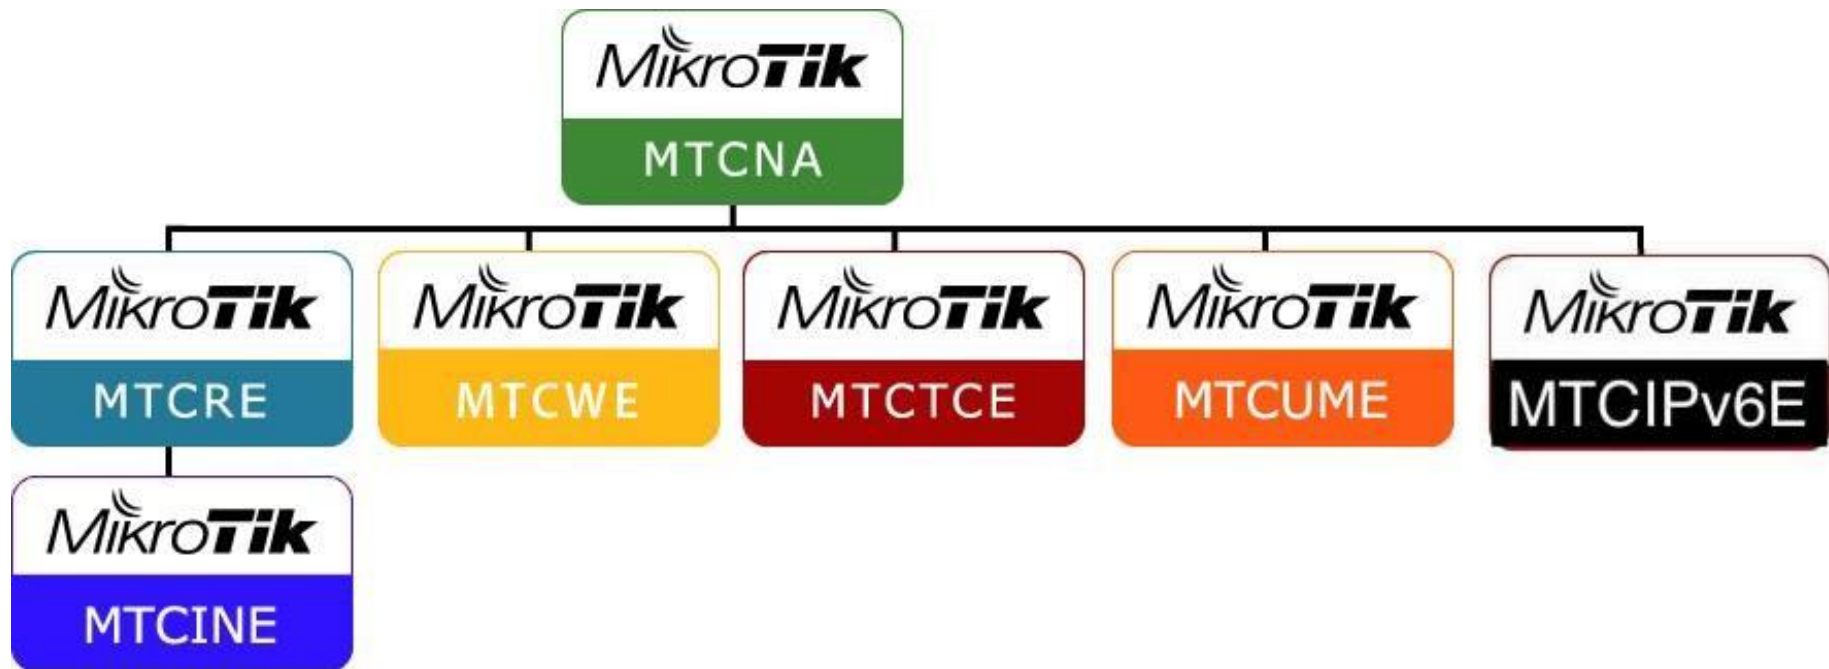 MikroTik
MTCNA
MikroTik
MTCRE
MikroTik
MTCWE
MikroTik
MTCTCE
MikroTik
MTCUME
MikroTik
MTCIPv6E
MikroTik
MTCINE